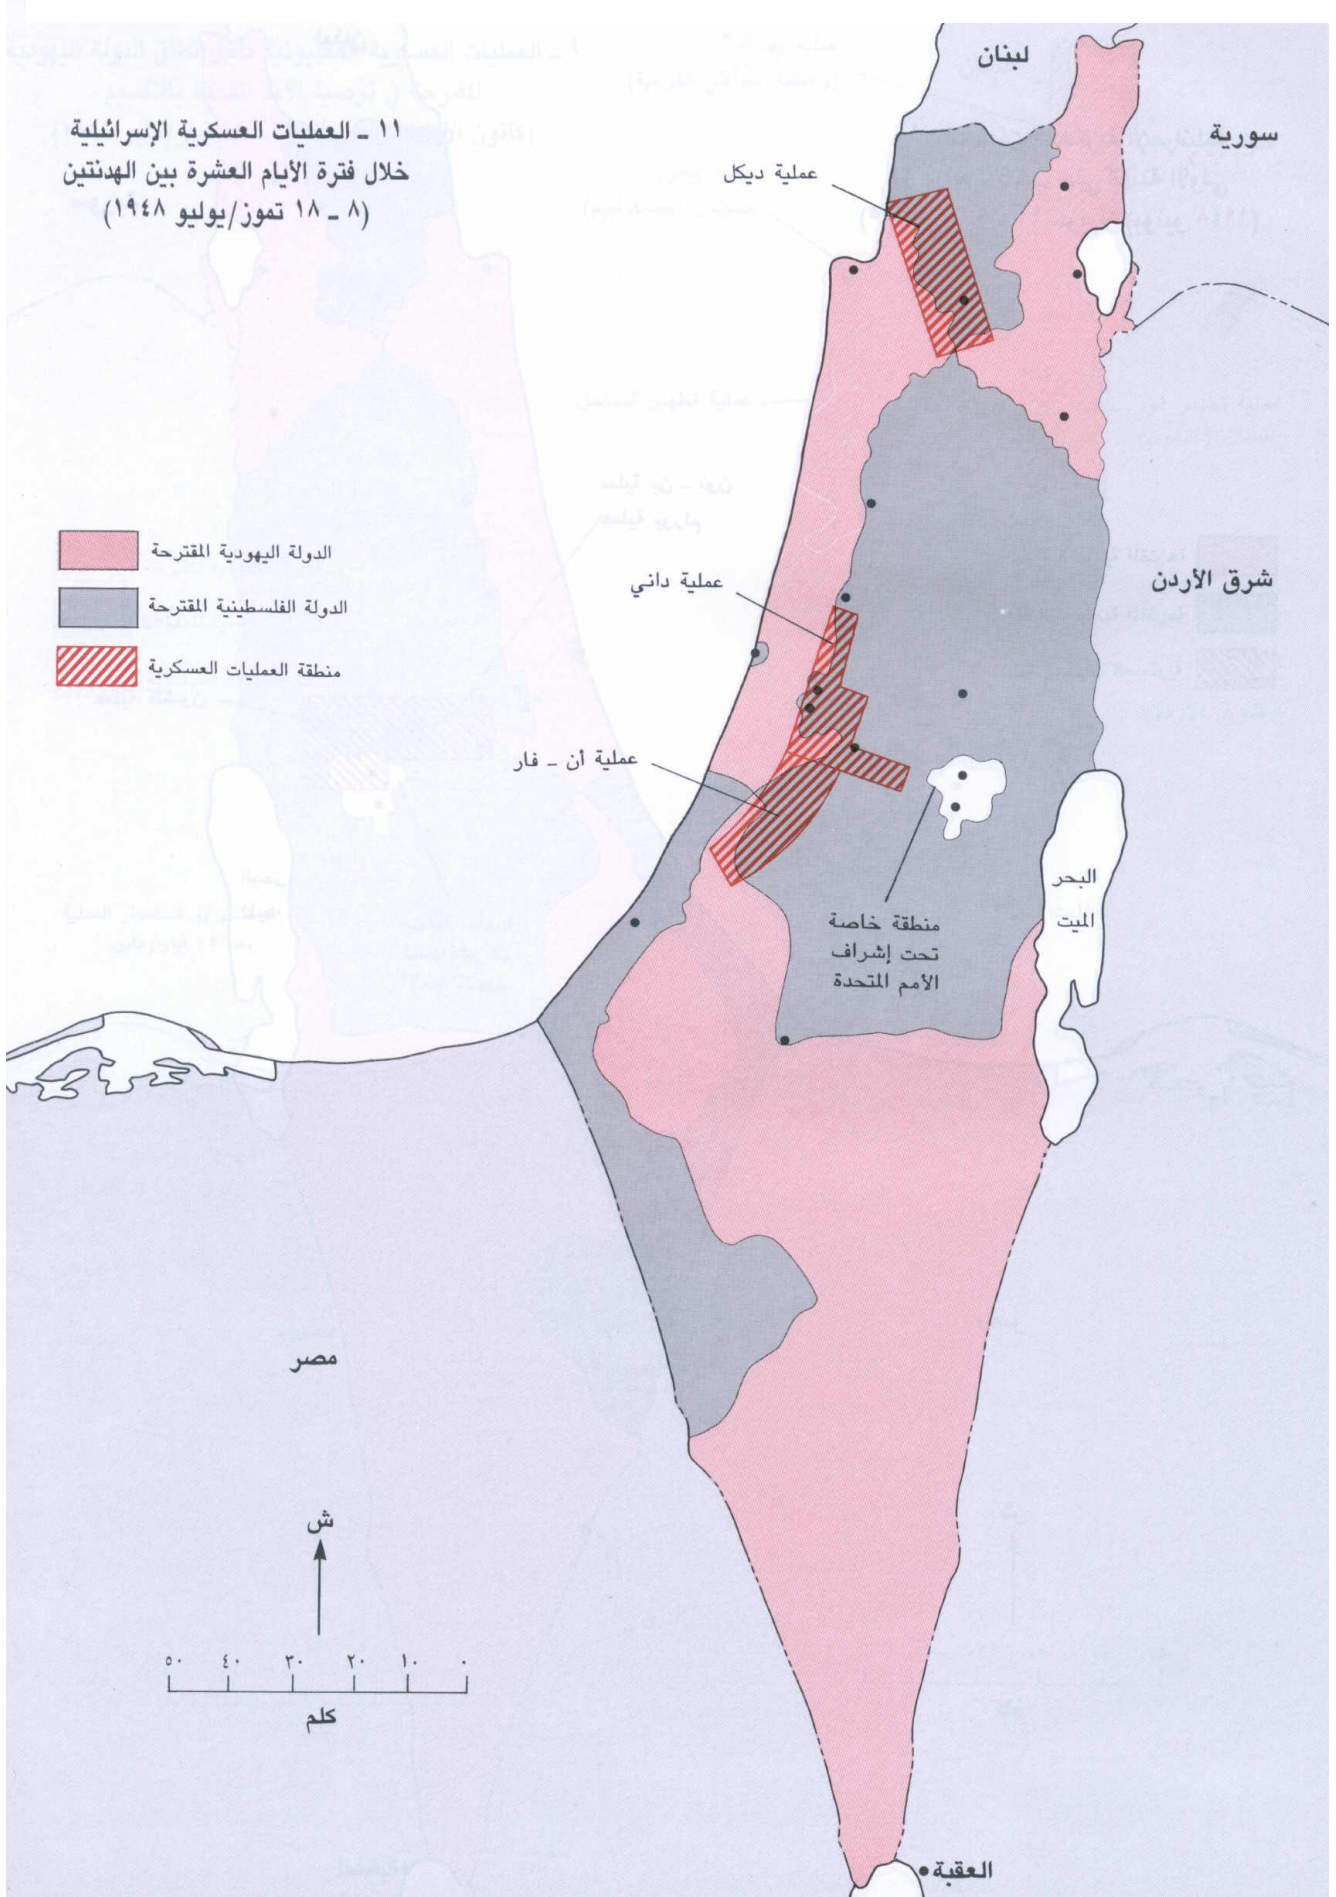 ١١ - العمليات العسكرية الإسرائيلية
خلال فترة الأيام العشرة بين الهدنتين
(٨ - ١٨ تموز/يوليو ١٩٤٨)
لبنان
سورية
عملية ديكل
الدولة اليهودية المقترحة
الدولة الفلسطينية المقترحة
منطقة العمليات العسكرية
عملية داني
شرق الأردن
عملية أن - فار
البحر
الميت
منطقة خاصة
تحت إشراف
الأمم المتحدة
مصر
ش
٥٠ ٤٠ ٣٠ ٢٠ ١٠ ٠
كلم
العقبة